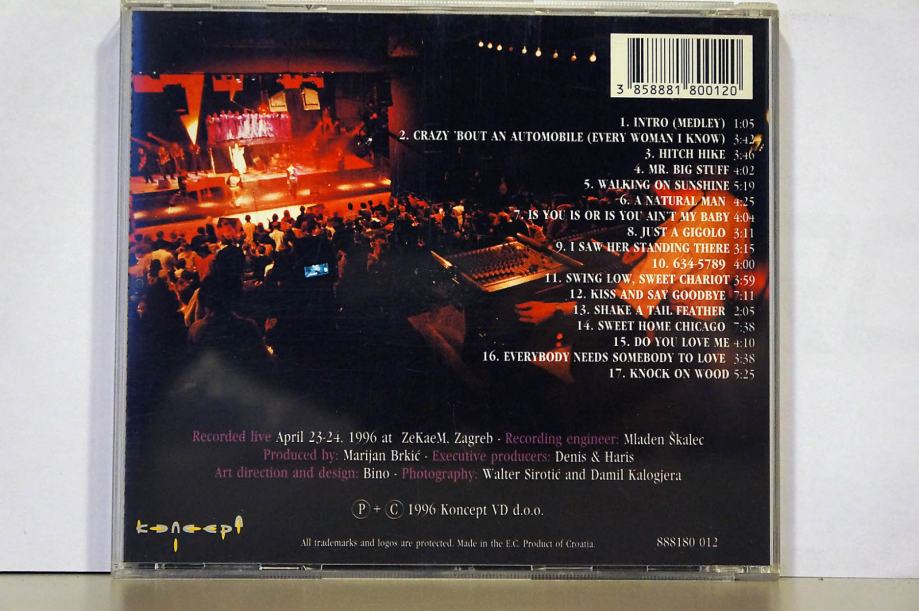 3 858881 800120
1. INTRO (MEDLEY) 1:05
2. CRAZY 'BOUT AN AUTOMOBILE (EVERY WOMAN I KNOW) 3:42
3. HITCH HIKE 3:46
4. MR. BIG STUFF 4:02
5. WALKING ON SUNSHINE 5:19
6. A NATURAL MAN 4:25
7. IS YOU IS OR IS YOU AIN'T MY BABY 4:04
8. JUST A GIGOLO 3:11
9. I SAW HER STANDING THERE 3:15
10. 634-5789 4:00
11. SWING LOW, SWEET CHARIOT 3:59
12. KISS AND SAY GOODBYE 7:11
13. SHAKE A TAIL FEATHER 2:05
14. SWEET HOME CHICAGO 7:38
15. DO YOU LOVE ME 4:10
16. EVERYBODY NEEDS SOMEBODY TO LOVE 3:38
17. KNOCK ON WOOD 5:25
Recorded live April 23-24. 1996 at ZeKaeM, Zagreb - Recording engineer: Mladen Škalec
Produced by: Marijan Brkić - Executive producers: Denis & Haris
Art direction and design: Bino - Photography: Walter Sirotić and Damil Kalogjera
P + C 1996 Koncept VD d.o.o.
koncept
All trademarks and logos are protected. Made in the E.C. Product of Croatia. 888180 012